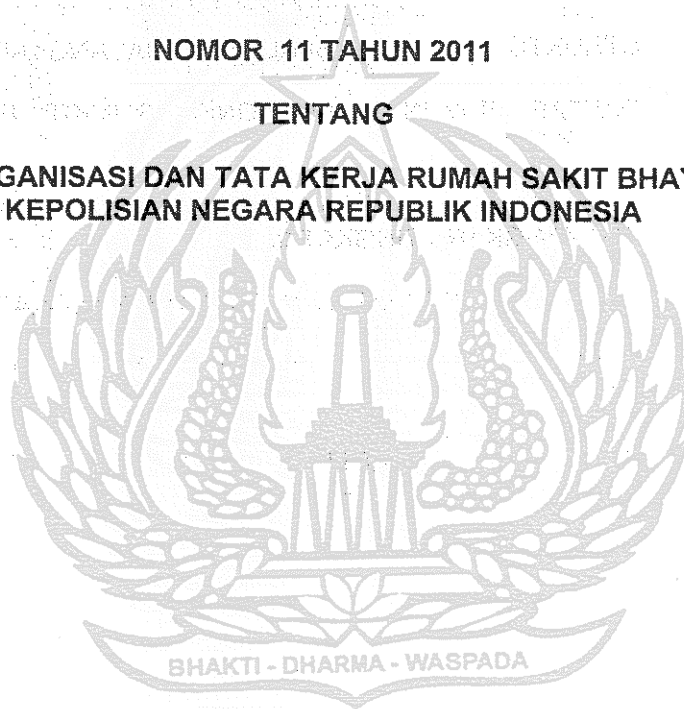 NOMOR 11 TAHUN 2011
TENTANG
GANISASI DAN TATA KERJA RUMAH SAKIT BHAY
KEPOLISIAN NEGARA REPUBLIK INDONESIA
BHAKTI - DHARMA - WASPADA